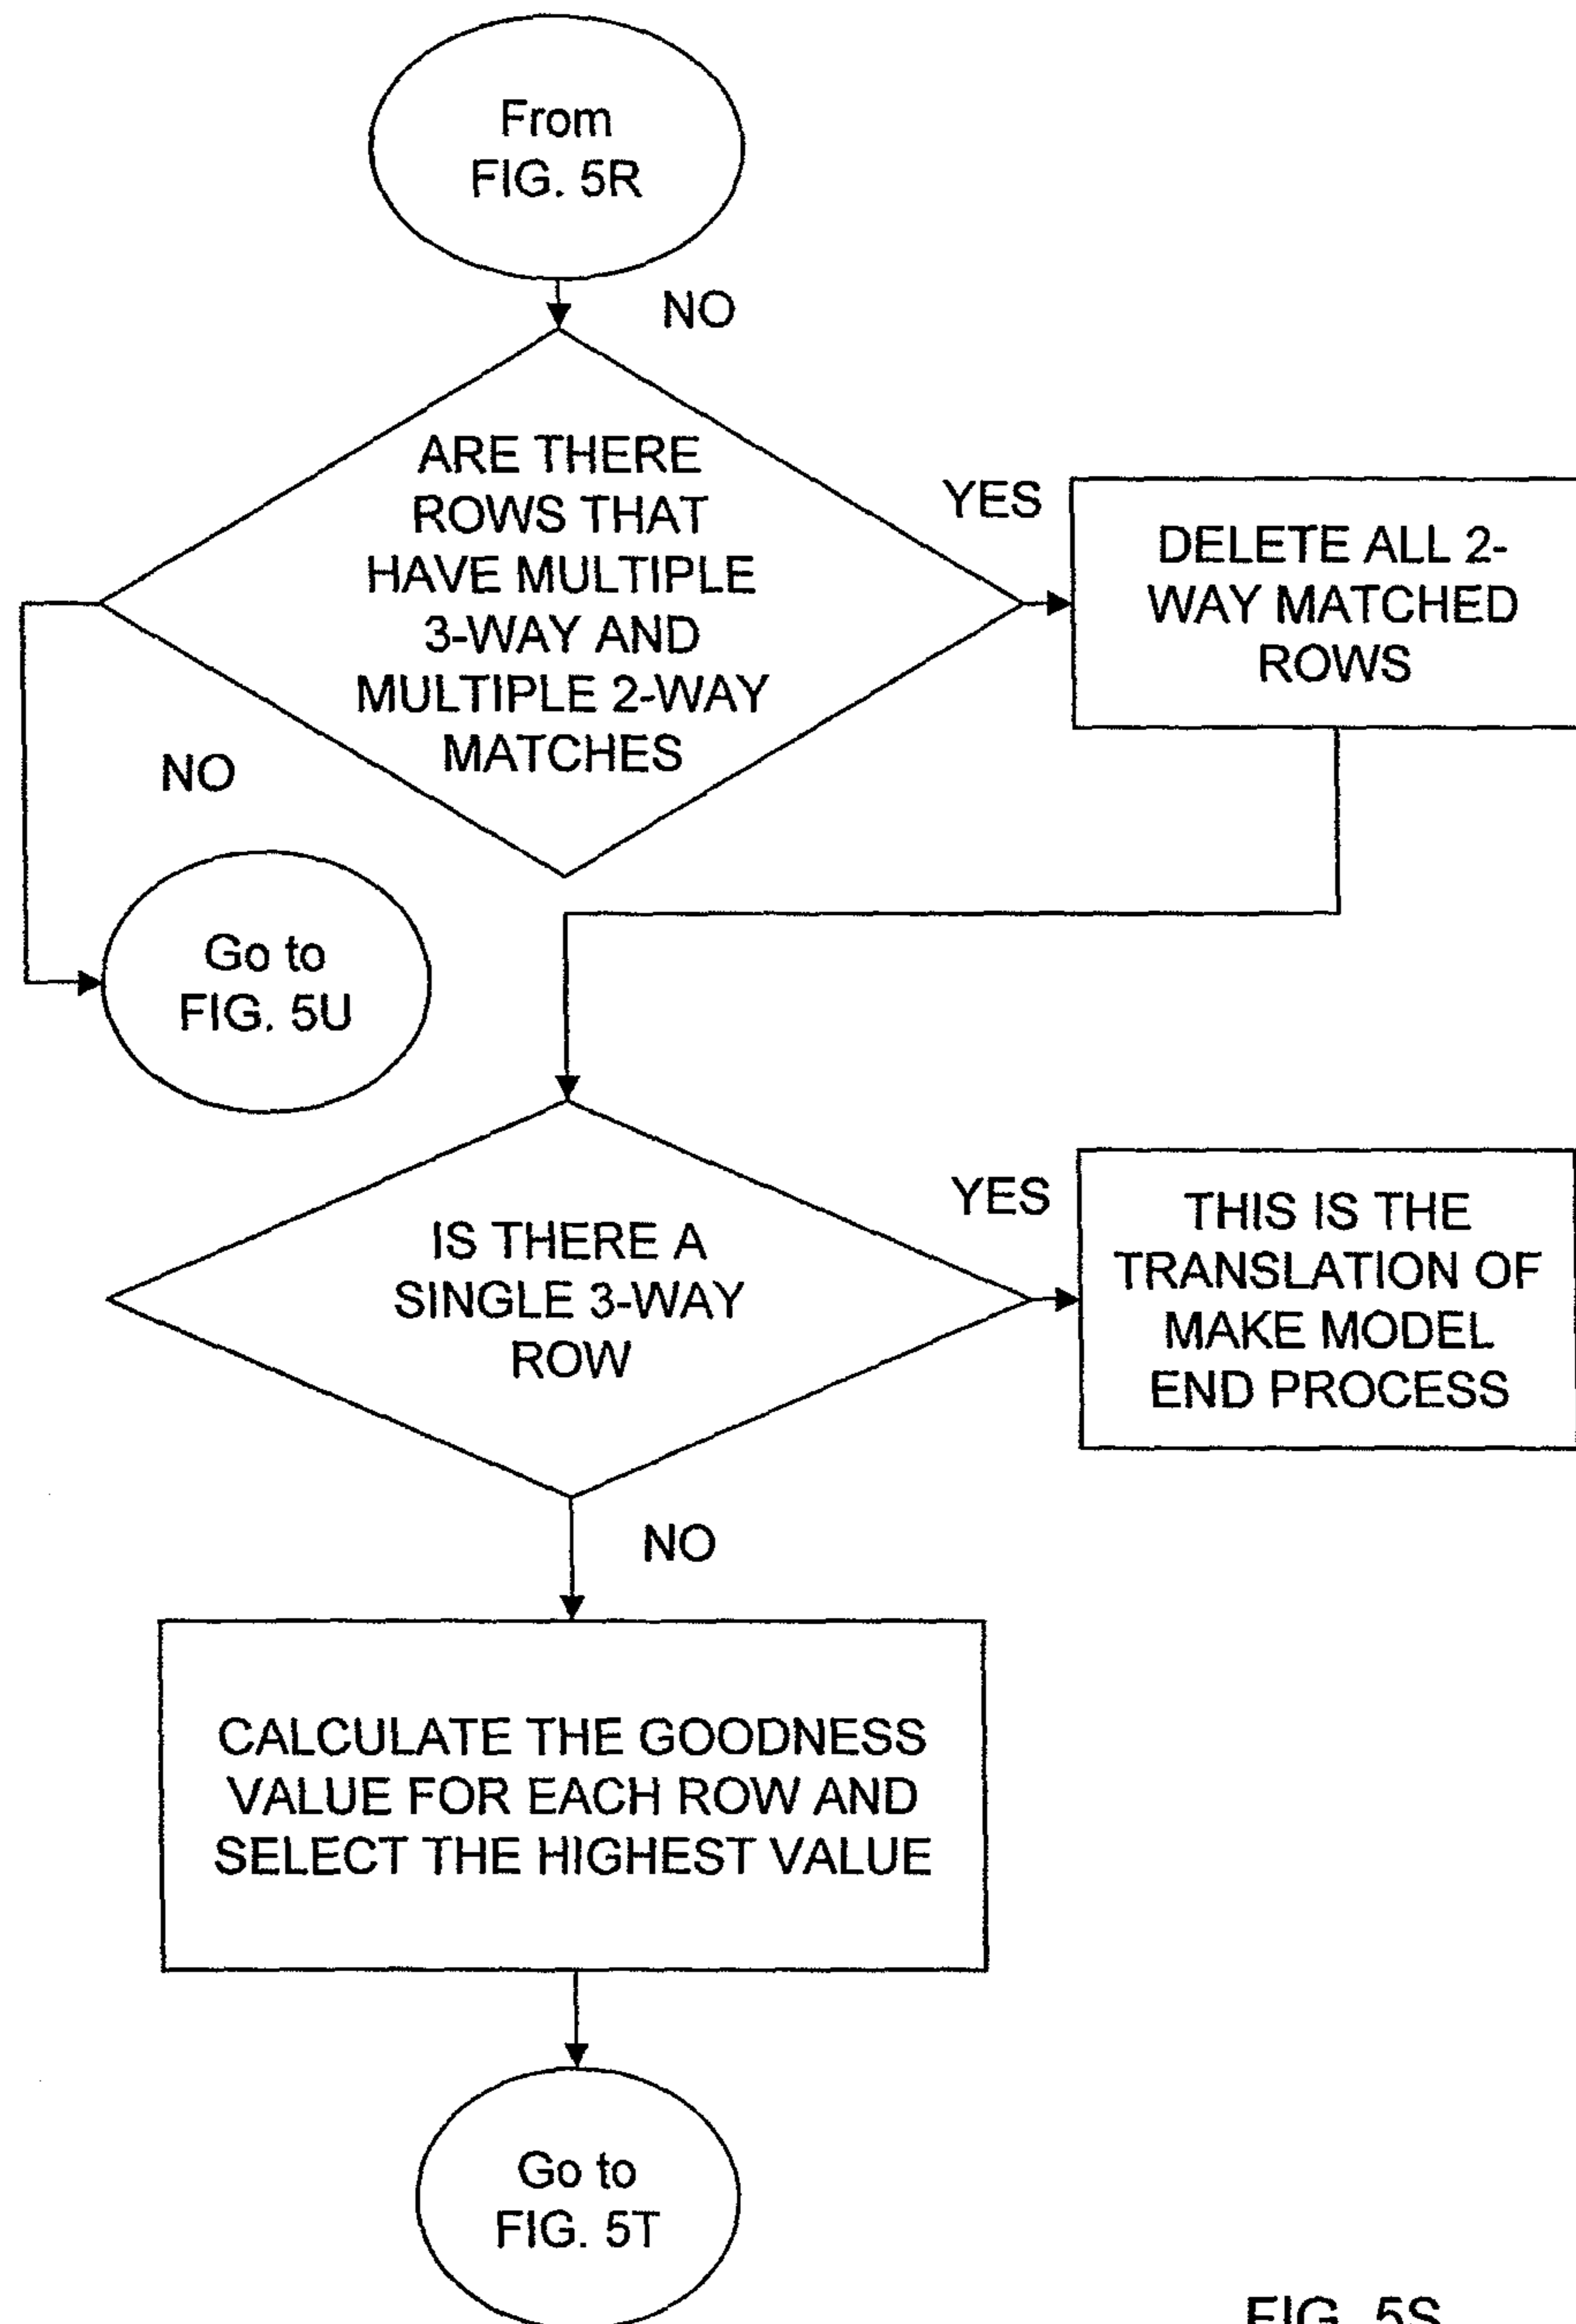 From
FIG. 5R
NO
ARE THERE
ROWS THAT
HAVE MULTIPLE
3-WAY AND
MULTIPLE 2-WAY
MATCHES
YES
DELETE ALL 2-
WAY MATCHED
ROWS
NO
Go to
FIG. 5U
IS THERE A
SINGLE 3-WAY
ROW
YES
THIS IS THE
TRANSLATION OF
MAKE MODEL
END PROCESS
NO
CALCULATE THE GOODNESS
VALUE FOR EACH ROW AND
SELECT THE HIGHEST VALUE
Go to
FIG. 5T
FIG. 5S